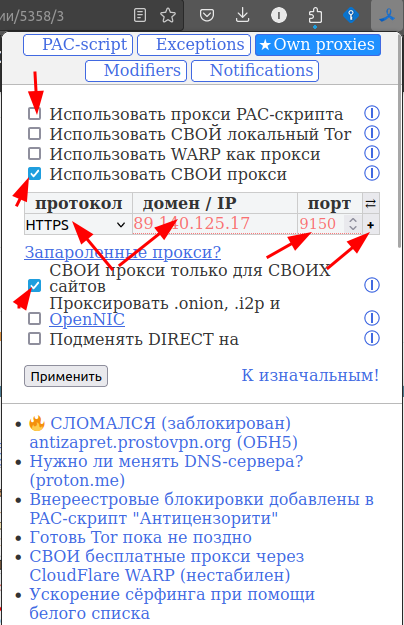 ии/5358/3
PAC-script
Exceptions
★Own proxies
Modifiers
Notifications
Использовать прокси PAC-скрипта
Использовать СВОЙ локальный Tor
Использовать WARP как прокси
Использовать СВОИ прокси
протокол домен / IP порт ⇄
HTTPS 89.140.125.17 9150 +
Запароленные прокси?
СВОИ прокси только для СВОИХ
сайтов
Проксировать .onion, .i2p и
OpenNIC
Подменять DIRECT на
Применить К изначальным!
🔥 СЛОМАЛСЯ (заблокирован)
antizapret.prostovpn.org (ОБН5)
Нужно ли менять DNS-сервера?
(proton.me)
Внереестровые блокировки добавлены в
PAC-скрипт "Антицензорити"
Готовь Tor пока не поздно
СВОИ бесплатные прокси через
CloudFlare WARP (нестабилен)
Ускорение сёрфинга при помощи
белого списка